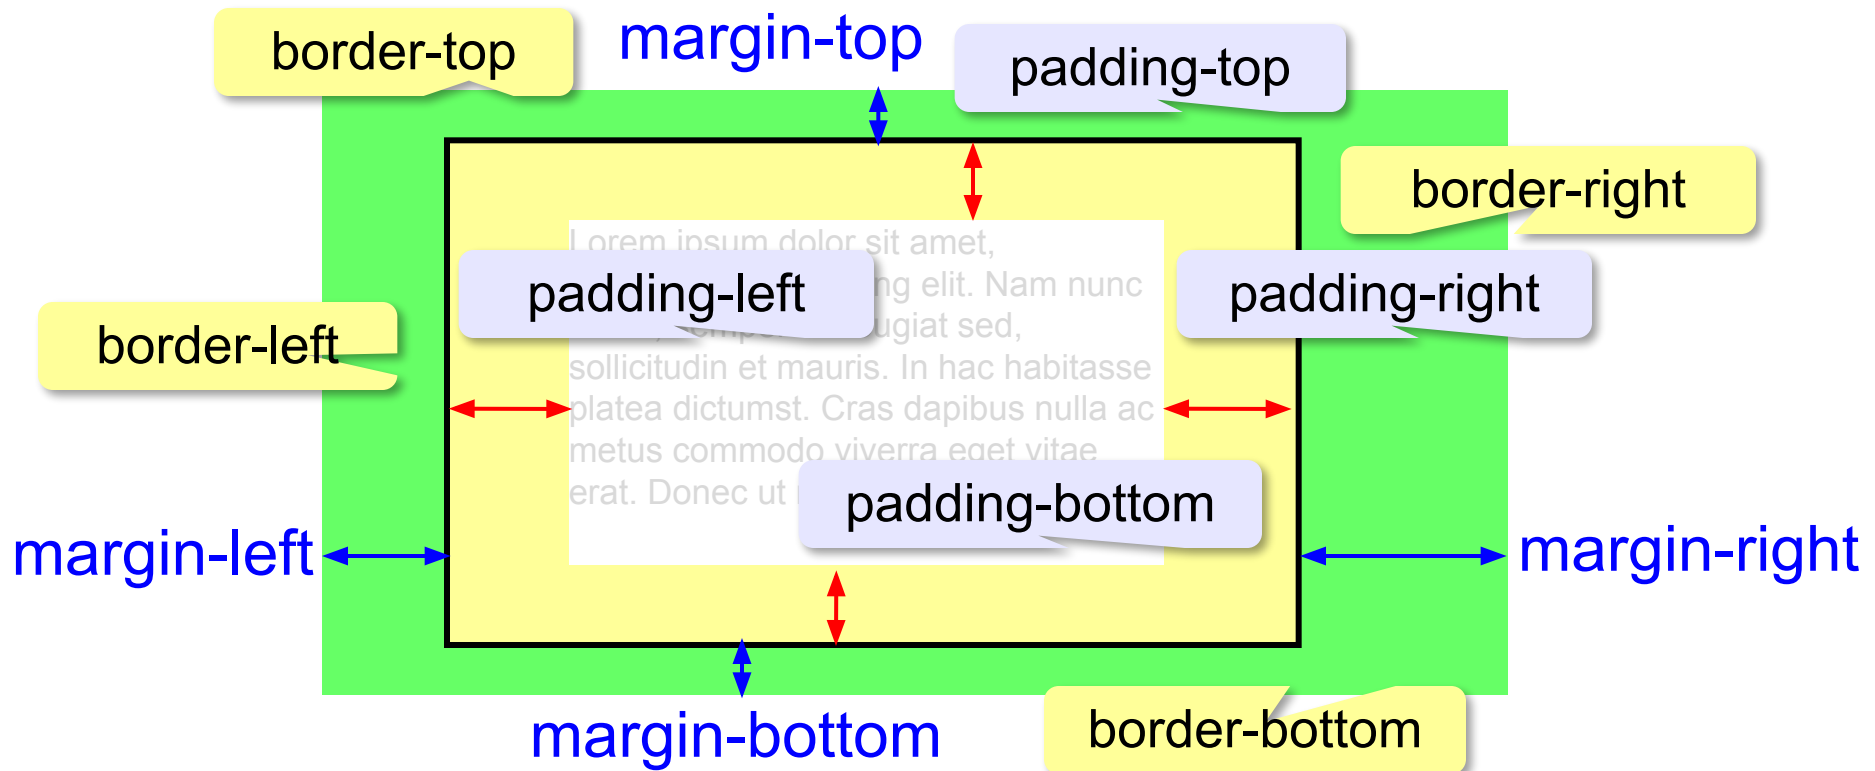 border-top
margin-top
padding-top
border-right
Lorem ipsum dolor sit amet,
elit. Nam nunc
padding-left
padding-right
sed,
border-left
sollicitudin et mauris. In hac habitasse
platea dictumst. Cras dapibus nulla ac
metus commodo viverra eget vitae
erat. Donec ut
padding-bottom
margin-left
margin-right
margin-bottom
border-bottom